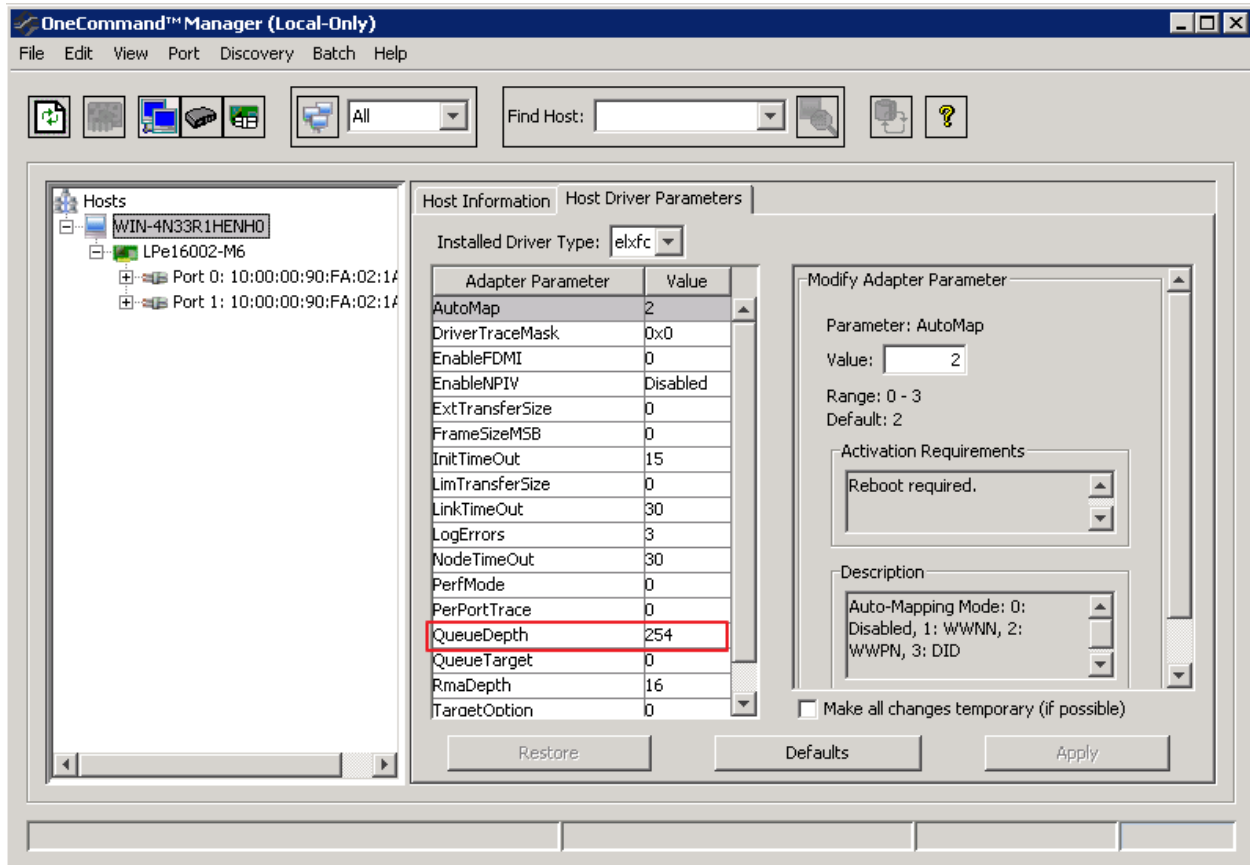 OneCommand™ Manager (Local-Only)
File Edit View Port Discovery Batch Help
All
Find Host:
?
Hosts
WIN-4N33R1HENH0
LPe16002-M6
Port 0: 10:00:00:90:FA:02:1A
Port 1: 10:00:00:90:FA:02:1A
Host Information Host Driver Parameters
Installed Driver Type: elxfc
Adapter Parameter Value
AutoMap 2
DriverTraceMask 0x0
EnableFDMI 0
EnableNPIV Disabled
ExtTransferSize 0
FrameSizeMSB 0
InitTimeOut 15
LimTransferSize 0
LinkTimeOut 30
LogErrors 3
NodeTimeOut 30
PerfMode 0
PerPortTrace 0
QueueDepth 254
QueueTarget 0
RmaDepth 16
TargetOption 0
Modify Adapter Parameter
Parameter: AutoMap
Value: 2
Range: 0 - 3
Default: 2
Activation Requirements
Reboot required.
Description
Auto-Mapping Mode: 0:
Disabled, 1: WWNN, 2:
WWPN, 3: DID
Make all changes temporary (if possible)
Restore Defaults Apply